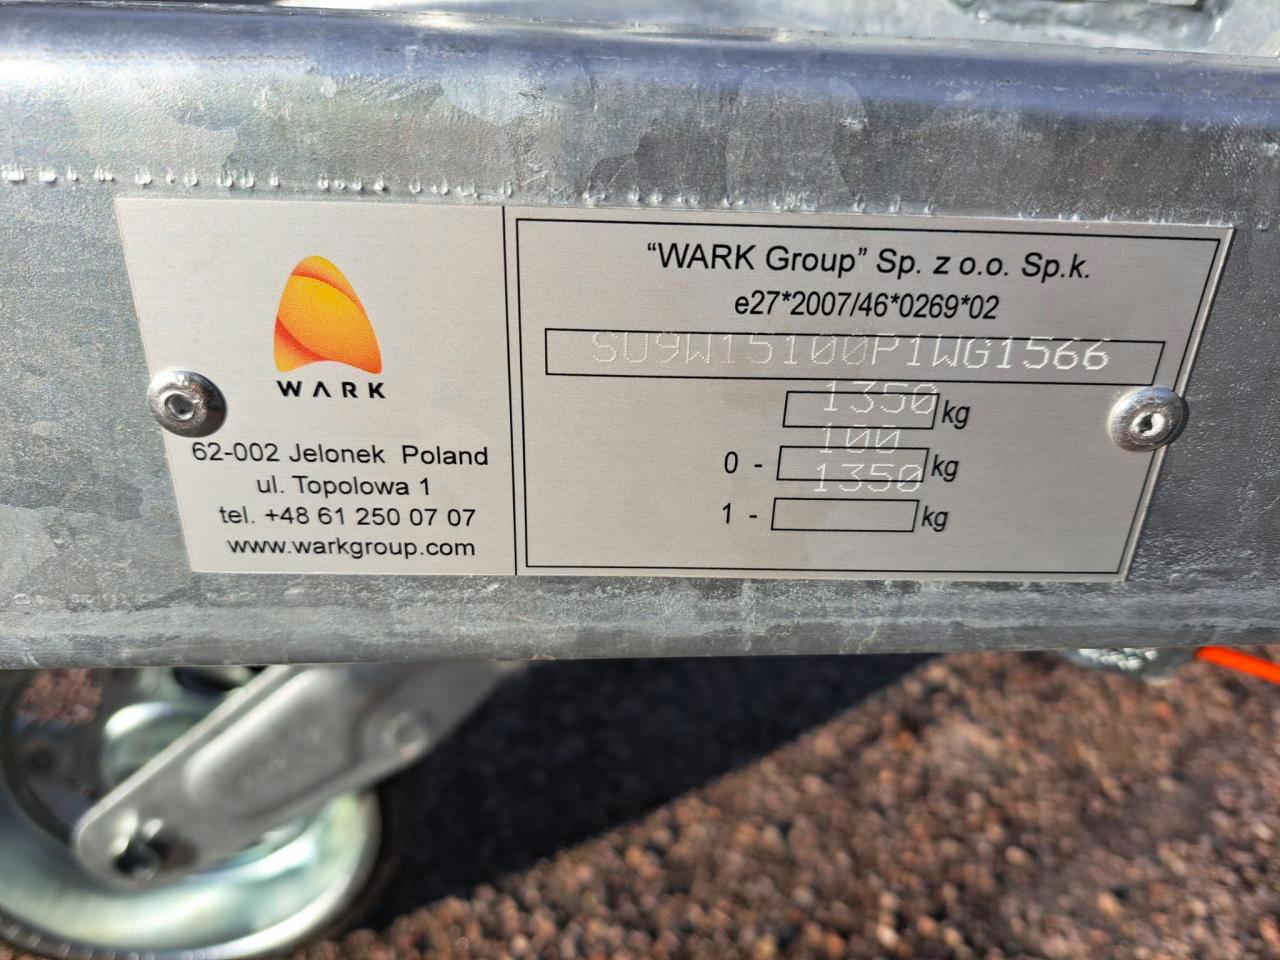 WARK
62-002 Jelonek Poland
ul. Topolowa 1
tel. +48 61 250 07 07
www.warkgroup.com
“WARK Group” Sp. z o.o. Sp.k.
e27*2007/46*0269*02
SU9W15100P1WG1566
1350 kg
100
0 - kg
1350
1 - kg